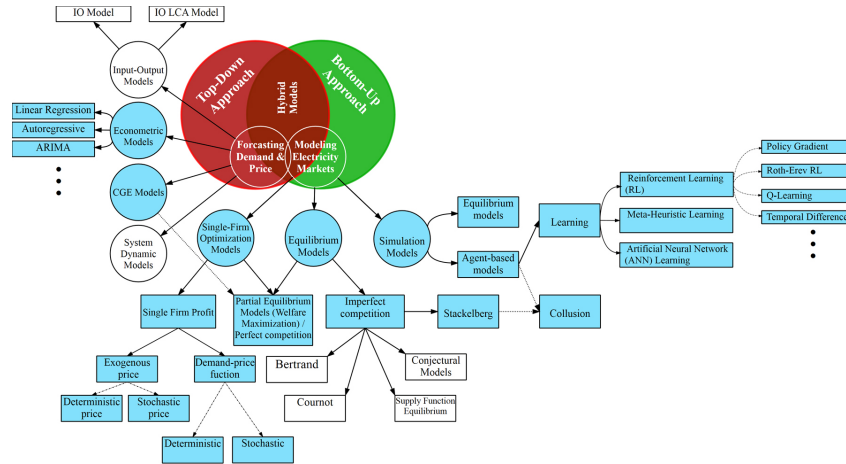 IO Model
IO LCA Model
Input-Output
Models
Top-Down
Approach
Hybrid
Models
Bottom-Up
Approach
Linear Regression
Autoregressive
ARIMA
Econometric
Models
Forcasting
Demand &
Price
Modeling
Electricity
Markets
CGE Models
System
Dynamic
Models
Single-Firm
Optimization
Models
Equilibrium
Models
Simulation
Models
Equilibrium
models
Agent-based
models
Learning
Reinforcement Learning
(RL)
Meta-Heuristic Learning
Artificial Neural Network
(ANN) Learning
Policy Gradient
Roth-Erev RL
Q-Learning
Temporal Difference
Single Firm Profit
Partial Equilibrium
Models (Welfare
Maximization) /
Perfect competition
Imperfect
competition
Stackelberg
Collusion
Exogenous
price
Demand-price
fuction
Bertrand
Conjectural
Models
Deterministic
price
Stochastic
price
Cournot
Supply Function
Equilibrium
Deterministic
Stochastic